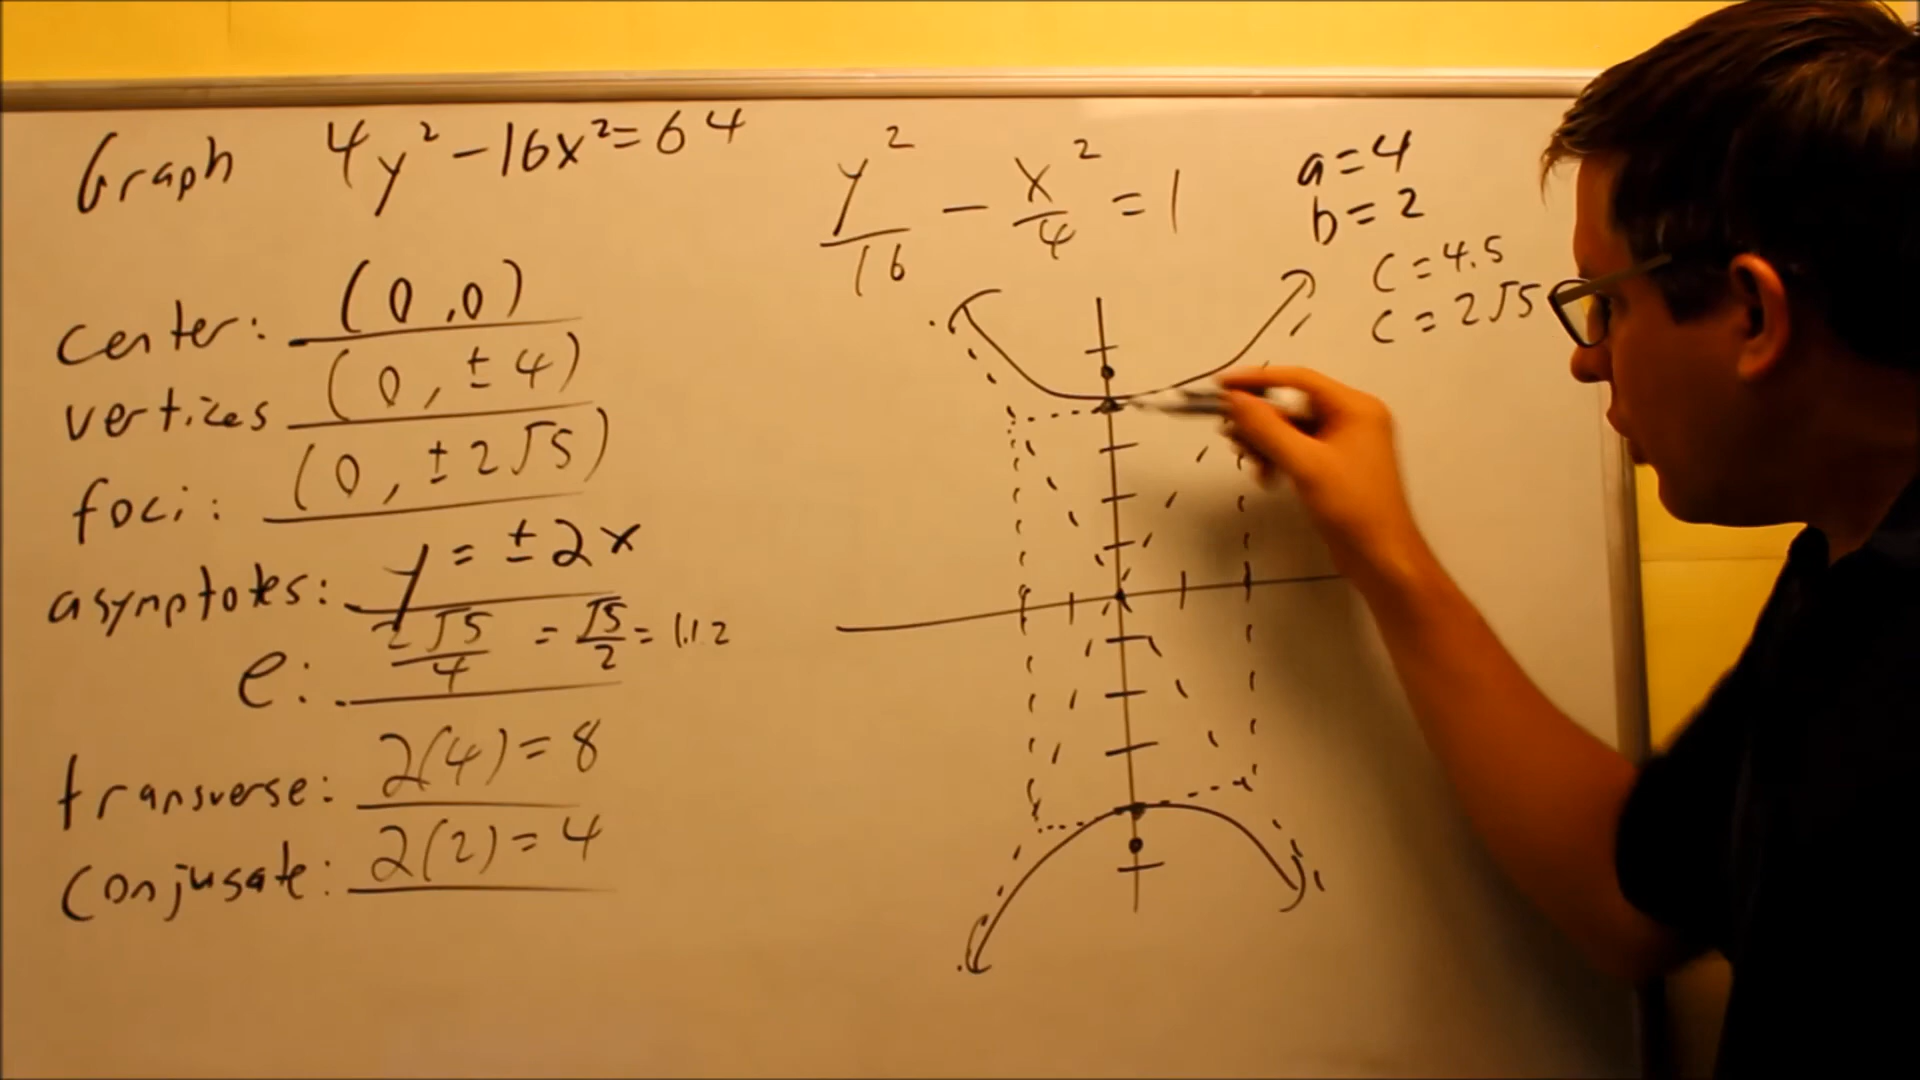 Graph 4y² - 16x² = 64
y²/16 - x²/4 = 1
a = 4
b = 2
c = 4.5
c = 2√5
center: (0,0)
vertices (0, ±4)
foci: (0, ±2√5)
asymptotes: y = ±2x
e: 2√5/4 = √5/2 = 1.12
transverse: 2(4) = 8
conjugate: 2(2) = 4